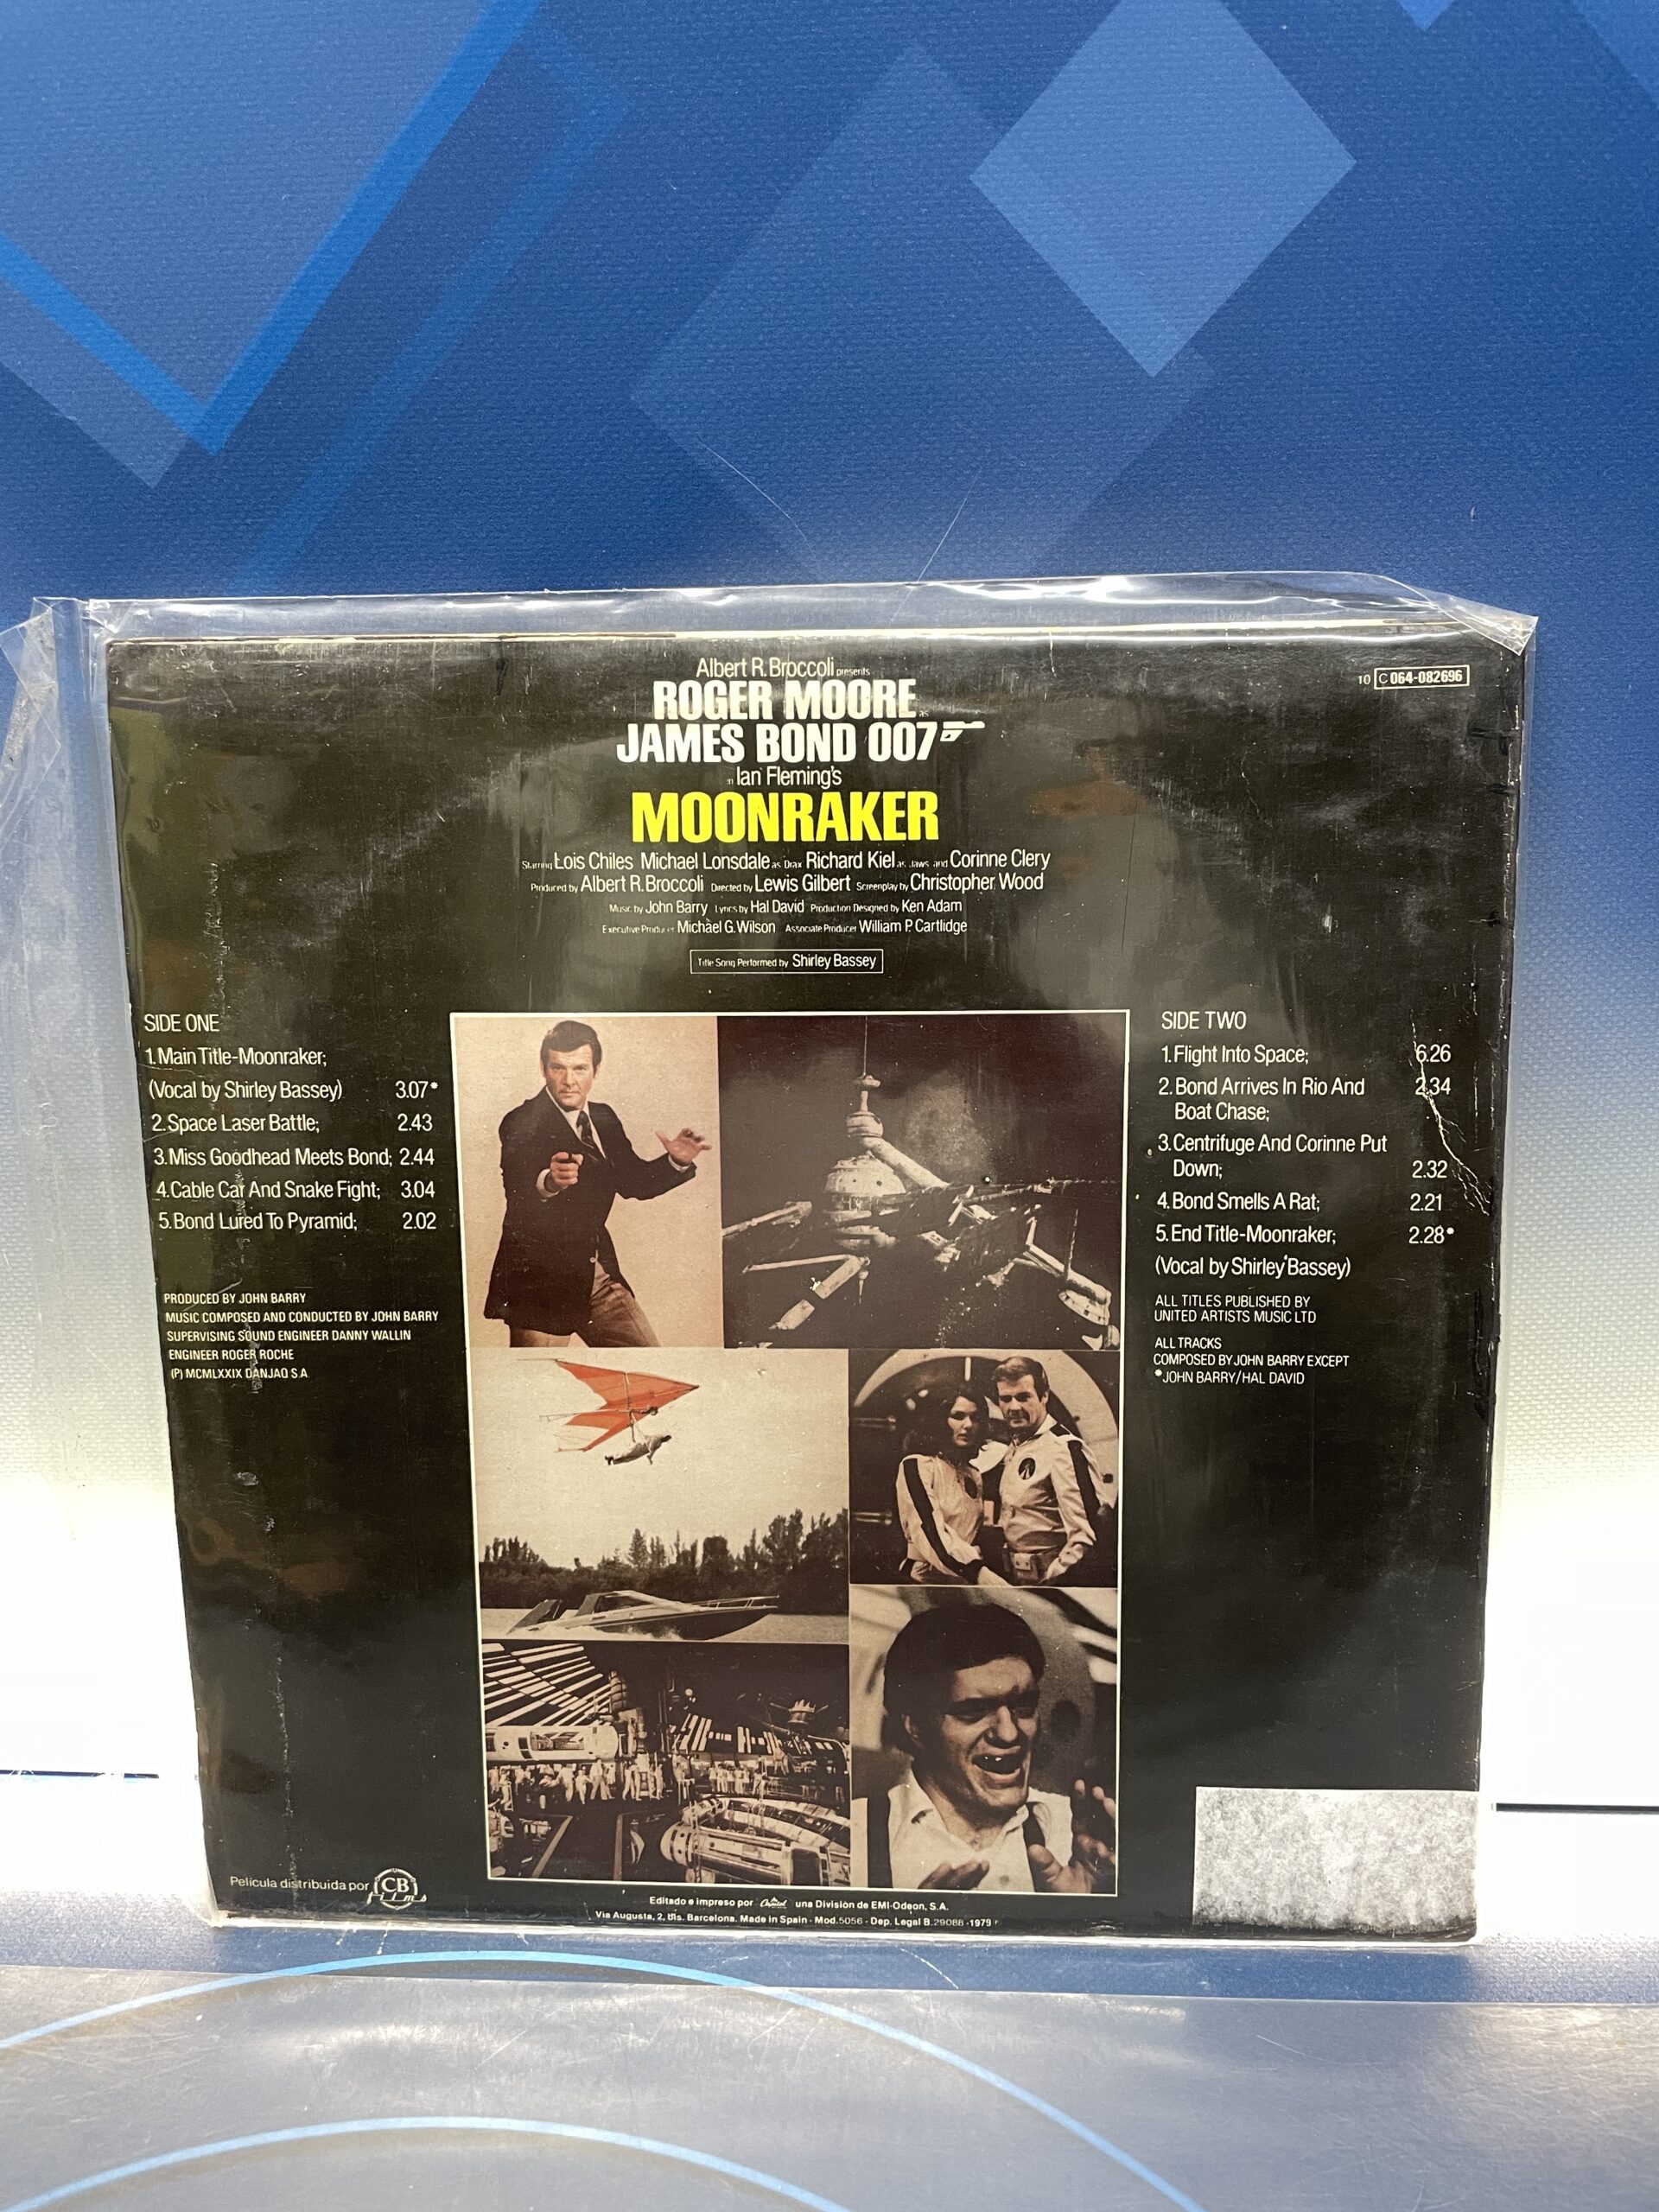 Albert R. Broccoli presents
10 C 064-082696
ROGER MOORE as
JAMES BOND 007
in Ian Fleming's
MOONRAKER
Starring Lois Chiles Michael Lonsdale as Drax Richard Kiel as Jaws and Corinne Clery
Produced by Albert R. Broccoli Directed by Lewis Gilbert Screenplay by Christopher Wood
Music by John Barry Lyrics by Hal David Production Designed by Ken Adam
Executive Producer Michael G. Wilson Associate Producer William P. Cartlidge
Title Song Performed by Shirley Bassey
SIDE ONE
1. Main Title-Moonraker;
(Vocal by Shirley Bassey) 3.07*
2. Space Laser Battle; 2.43
3. Miss Goodhead Meets Bond; 2.44
4. Cable Car And Snake Fight; 3.04
5. Bond Lured To Pyramid; 2.02
PRODUCED BY JOHN BARRY
MUSIC COMPOSED AND CONDUCTED BY JOHN BARRY
SUPERVISING SOUND ENGINEER DANNY WALLIN
ENGINEER ROGER ROCHE
(P) MCMLXXIX DANJAQ S.A.
SIDE TWO
1. Flight Into Space; 6.26
2. Bond Arrives In Rio And 2.34
Boat Chase;
3. Centrifuge And Corinne Put
Down; 2.32
4. Bond Smells A Rat; 2.21
5. End Title-Moonraker; 2.28*
(Vocal by Shirley Bassey)
ALL TITLES PUBLISHED BY
UNITED ARTISTS MUSIC LTD
ALL TRACKS
COMPOSED BY JOHN BARRY EXCEPT
*JOHN BARRY/HAL DAVID
Película distribuida por CB
films
Editado e impreso por Capitol una División de EMI-Odeon, S.A.
Vía Augusta, 2, bis. Barcelona. Made in Spain - Mod. 5056 - Dep. Legal B. 29088 - 1979